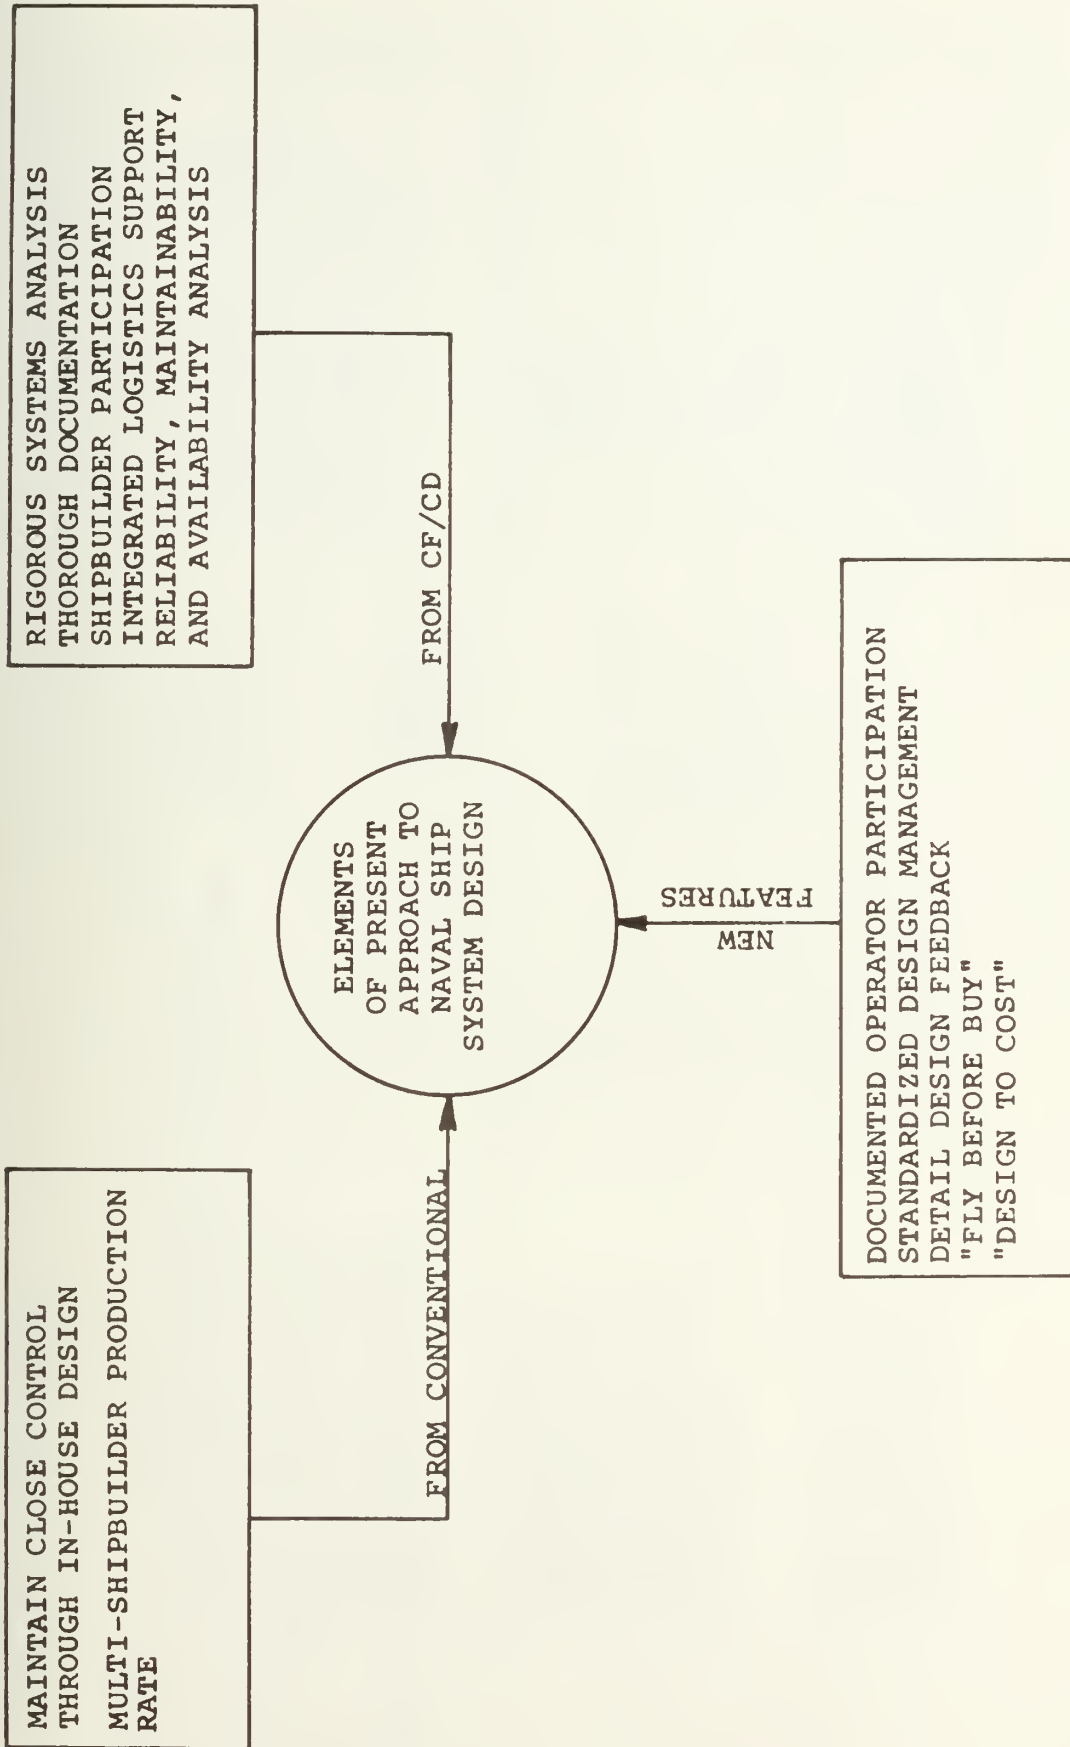 MAINTAIN CLOSE CONTROL
THROUGH IN-HOUSE DESIGN
MULTI-SHIPBUILDER PRODUCTION
RATE
FROM CONVENTIONAL
RIGOROUS SYSTEMS ANALYSIS
THOROUGH DOCUMENTATION
SHIPBUILDER PARTICIPATION
INTEGRATED LOGISTICS SUPPORT
RELIABILITY, MAINTAINABILITY,
AND AVAILABILITY ANALYSIS
FROM CF/CD
ELEMENTS
OF PRESENT
APPROACH TO
NAVAL SHIP
SYSTEM DESIGN
NEW
FEATURES
DOCUMENTED OPERATOR PARTICIPATION
STANDARDIZED DESIGN MANAGEMENT
DETAIL DESIGN FEEDBACK
"FLY BEFORE BUY"
"DESIGN TO COST"